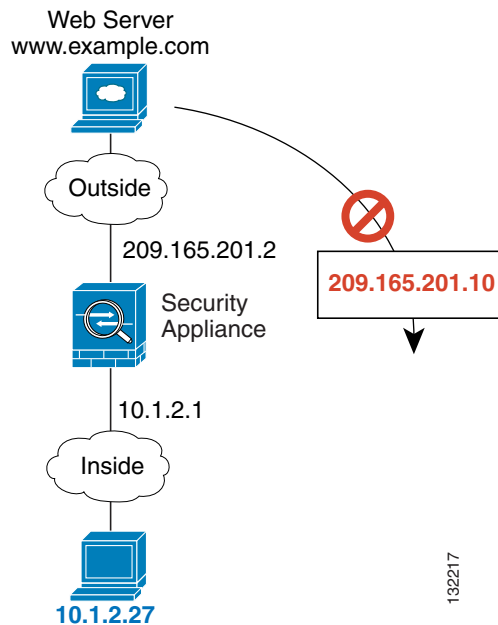 Web Server
www.example.com
Outside
209.165.201.2
209.165.201.10
Security
Appliance
10.1.2.1
Inside
10.1.2.27
132217